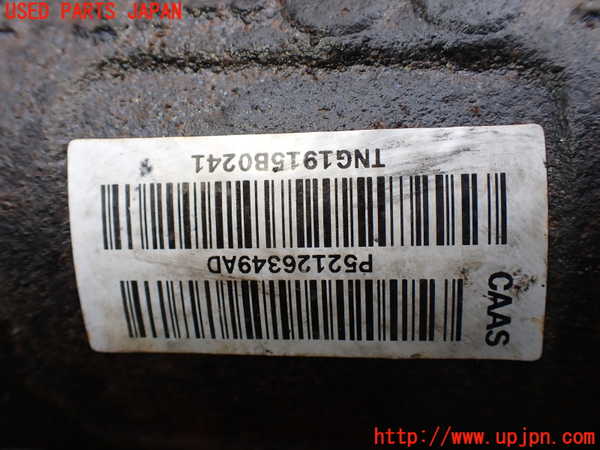 USED PARTS JAPAN
TNG1915B0241
P52126349AD
CAAS
http://www.upjpn.com/